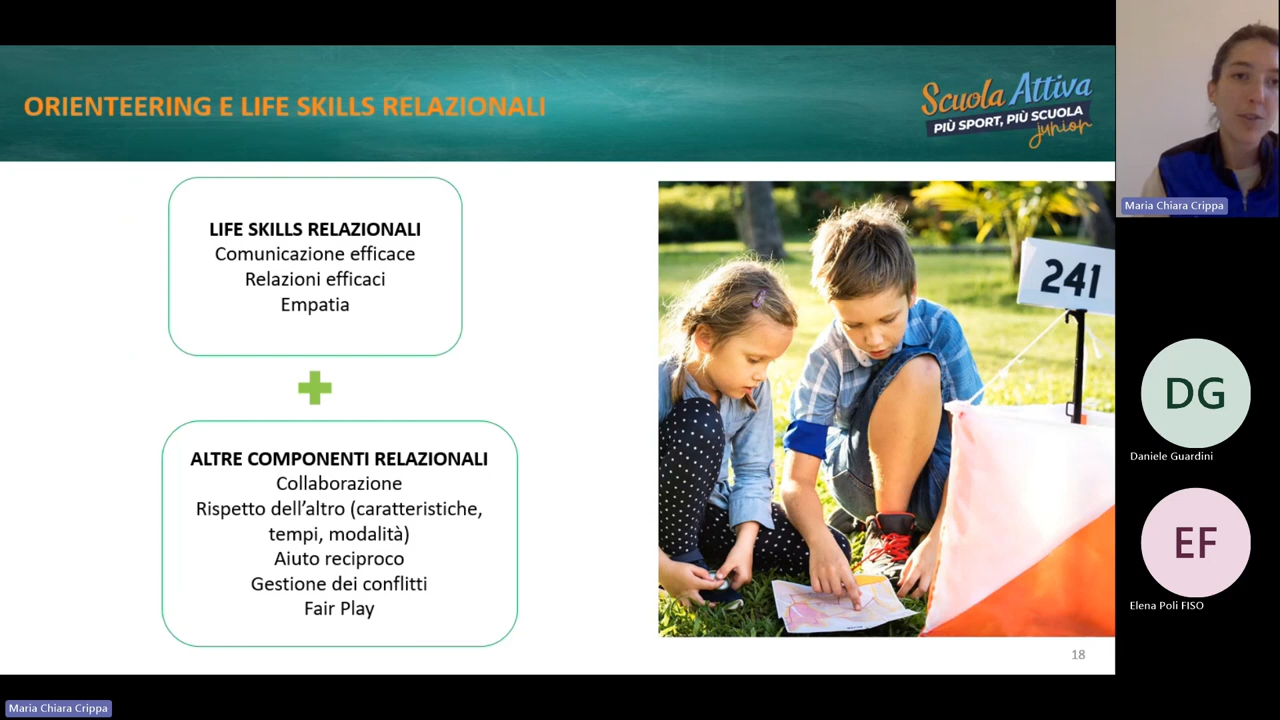 ORIENTEERING E LIFE SKILLS RELAZIONALI
Scuola Attiva
PIÙ SPORT, PIÙ SCUOLA
junior
LIFE SKILLS RELAZIONALI
Comunicazione efficace
Relazioni efficaci
Empatia
ALTRE COMPONENTI RELAZIONALI
Collaborazione
Rispetto dell'altro (caratteristiche,
tempi, modalità)
Aiuto reciproco
Gestione dei conflitti
Fair Play
241
18
Maria Chiara Crippa
DG
Daniele Guardini
EF
Elena Poli FISO
Maria Chiara Crippa